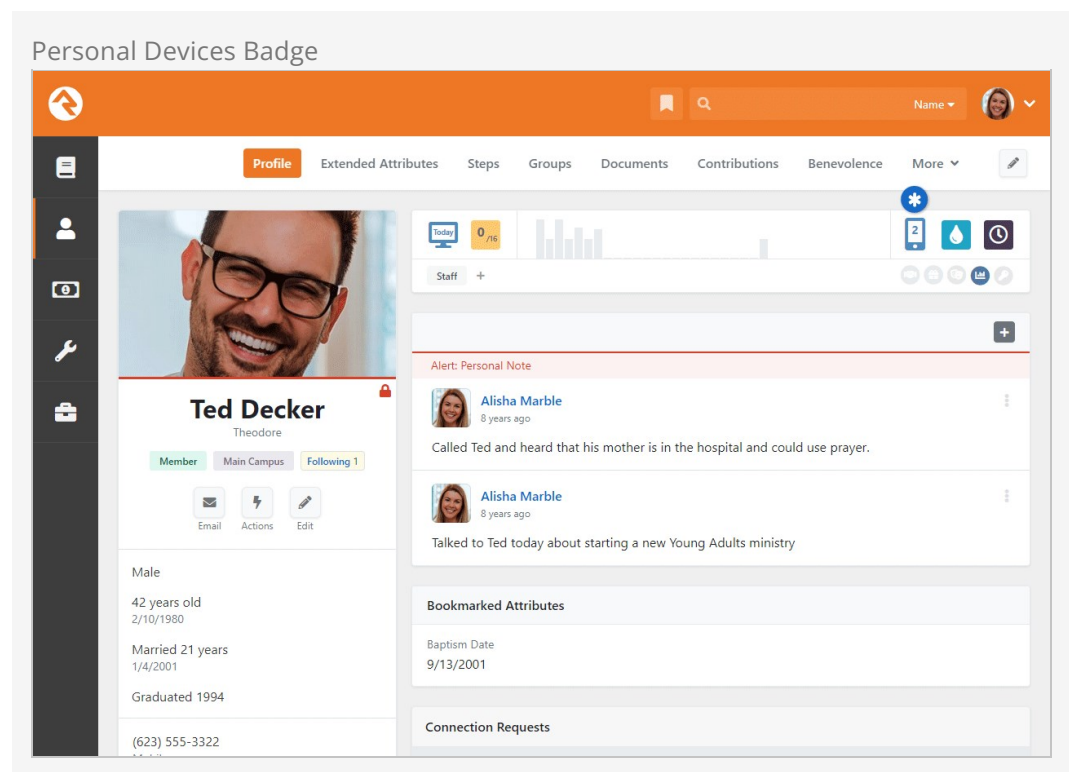 Personal Devices Badge
Name
Profile Extended Attributes Steps Groups Documents Contributions Benevolence More
Today 0 /16 2
Staff +
Alert: Personal Note
Alisha Marble
8 years ago
Called Ted and heard that his mother is in the hospital and could use prayer.
Alisha Marble
8 years ago
Talked to Ted today about starting a new Young Adults ministry
Ted Decker
Theodore
Member Main Campus Following 1
Email Actions Edit
Male
42 years old
2/10/1980
Married 21 years
1/4/2001
Graduated 1994
(623) 555-3322
Bookmarked Attributes
Baptism Date
9/13/2001
Connection Requests